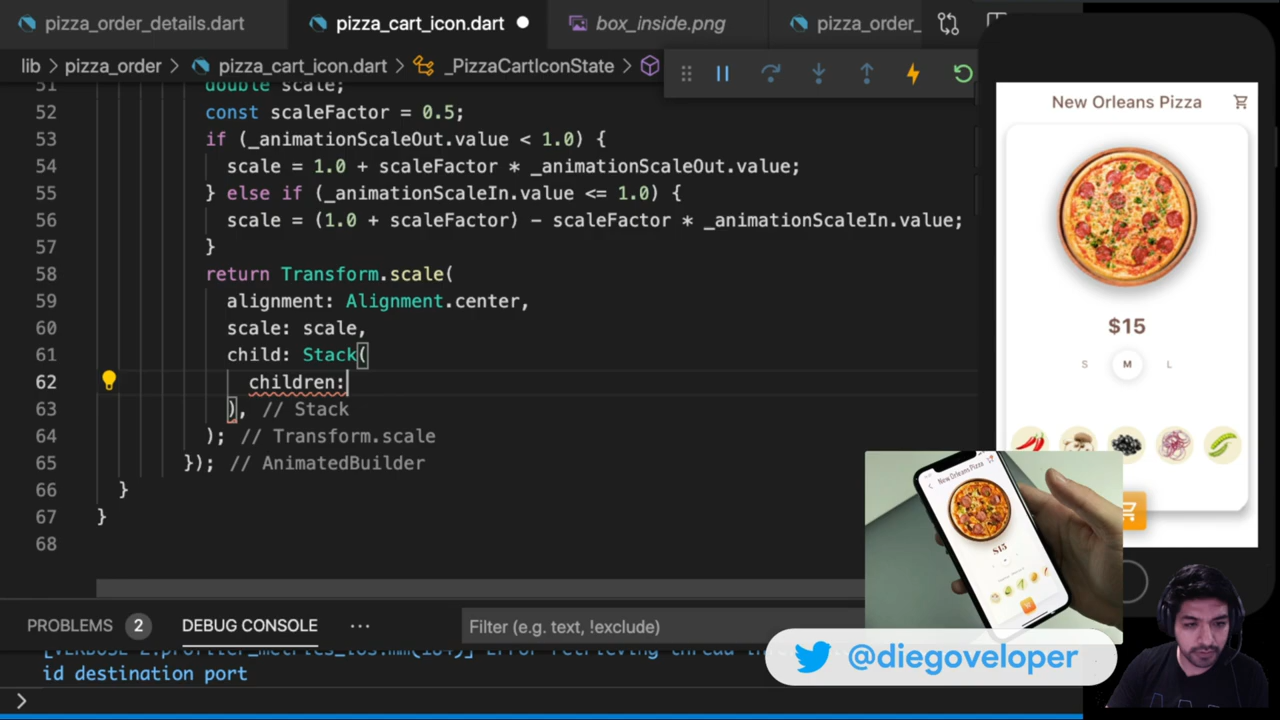 pizza_order_details.dart
pizza_cart_icon.dart
box_inside.png
pizza_order_
lib > pizza_order > pizza_cart_icon.dart > _PizzaCartIconState >
51 double scale;
52 const scaleFactor = 0.5;
53 if (_animationScaleOut.value < 1.0) {
54 scale = 1.0 + scaleFactor * _animationScaleOut.value;
55 } else if (_animationScaleIn.value <= 1.0) {
56 scale = (1.0 + scaleFactor) - scaleFactor * _animationScaleIn.value;
57 }
58 return Transform.scale(
59 alignment: Alignment.center,
60 scale: scale,
61 child: Stack(
62 children:
63 ), // Stack
64 ); // Transform.scale
65 }); // AnimatedBuilder
66 }
67 }
68
PROBLEMS 2 DEBUG CONSOLE ...
Filter (e.g. text, !exclude)
id destination port
>
New Orleans Pizza
$15
S M L
New Orleans Pizza
$15
@diegoveloper